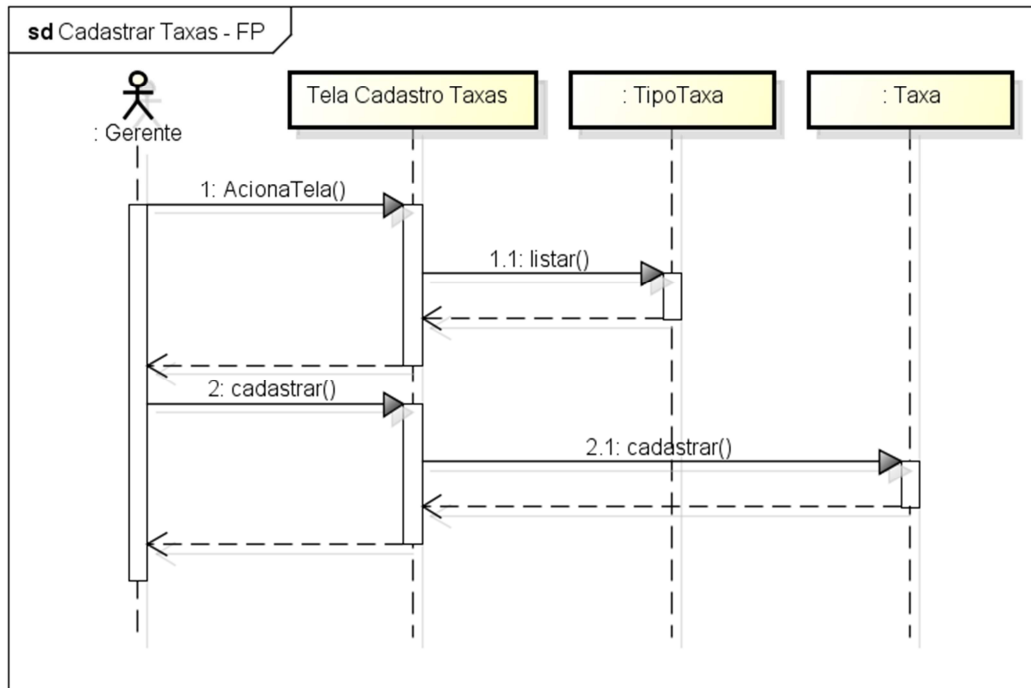 sd Cadastrar Taxas - FP
: Gerente
Tela Cadastro Taxas
: TipoTaxa
: Taxa
1: AcionaTela()
1.1: listar()
2: cadastrar()
2.1: cadastrar()